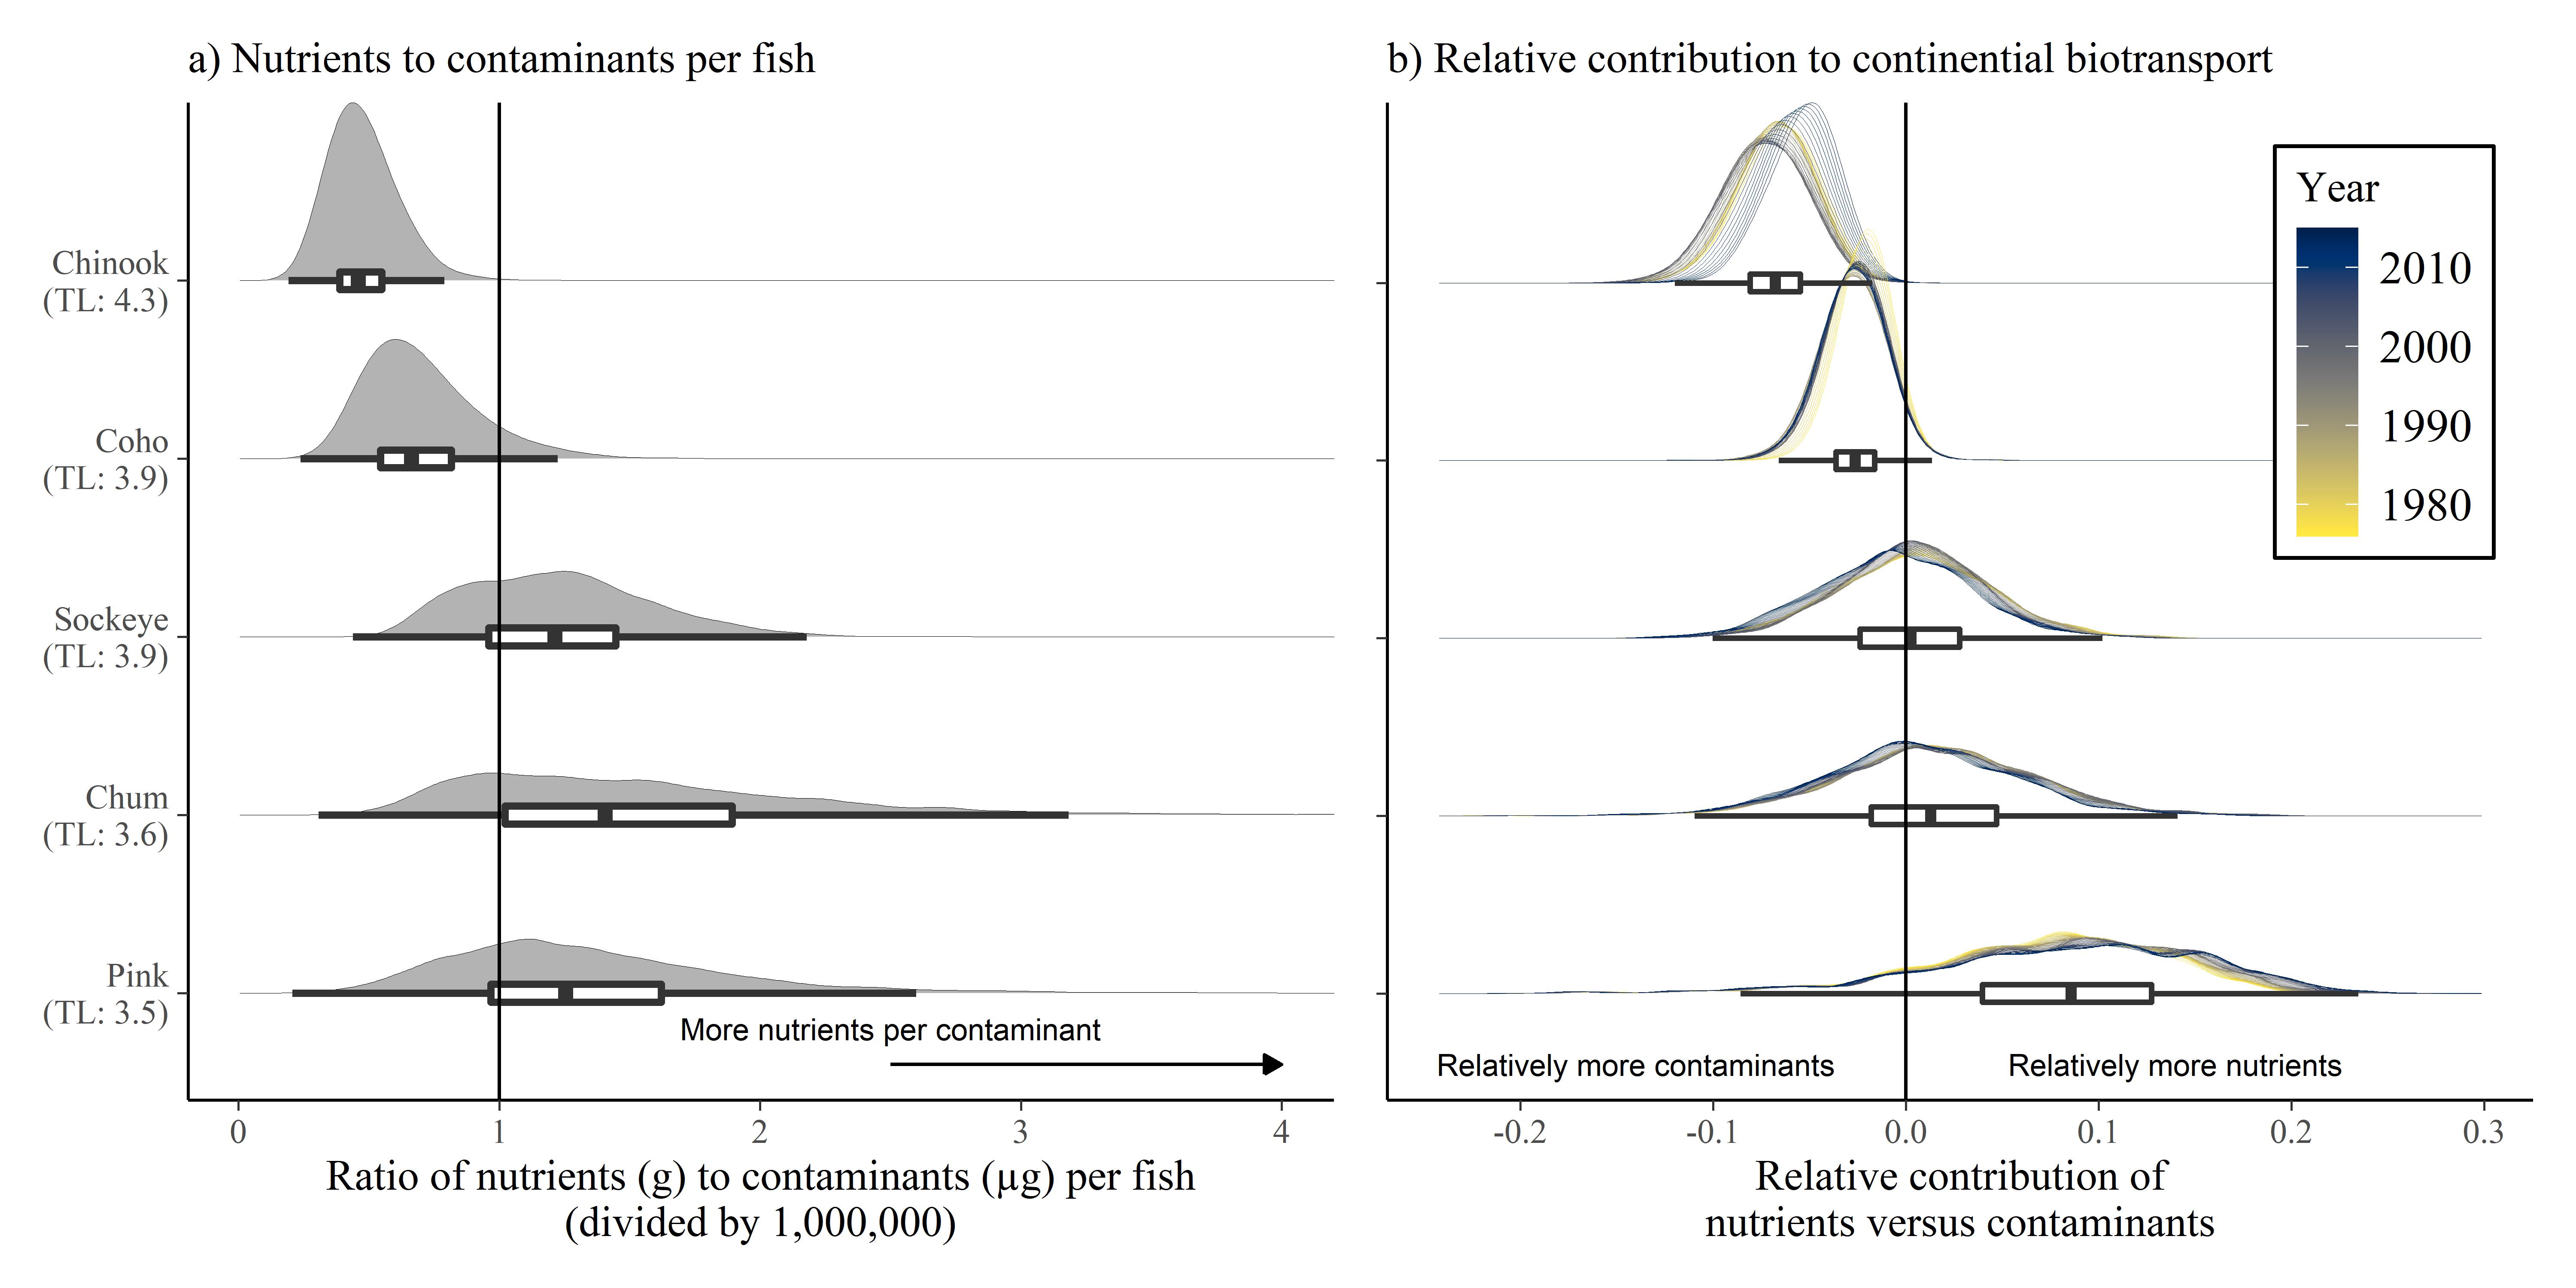 a) Nutrients to contaminants per fish
Chinook
(TL: 4.3)
Coho
(TL: 3.9)
Sockeye
(TL: 3.9)
Chum
(TL: 3.6)
Pink
(TL: 3.5)
More nutrients per contaminant
0 1 2 3 4
Ratio of nutrients (g) to contaminants (µg) per fish
(divided by 1,000,000)
b) Relative contribution to continential biotransport
Year
2010
2000
1990
1980
Relatively more contaminants
Relatively more nutrients
-0.2 -0.1 0.0 0.1 0.2 0.3
Relative contribution of
nutrients versus contaminants